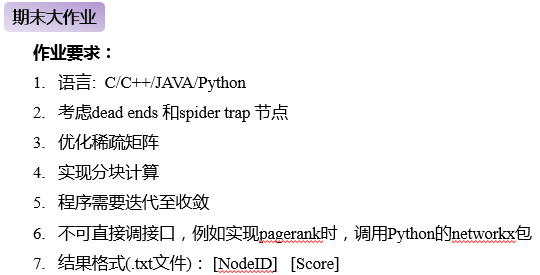 期末大作业
作业要求：
1. 语言: C/C++/JAVA/Python
2. 考虑dead ends 和spider trap 节点
3. 优化稀疏矩阵
4. 实现分块计算
5. 程序需要迭代至收敛
6. 不可直接调接口，例如实现pagerank时，调用Python的networkx包
7. 结果格式(.txt文件)： [NodeID] [Score]